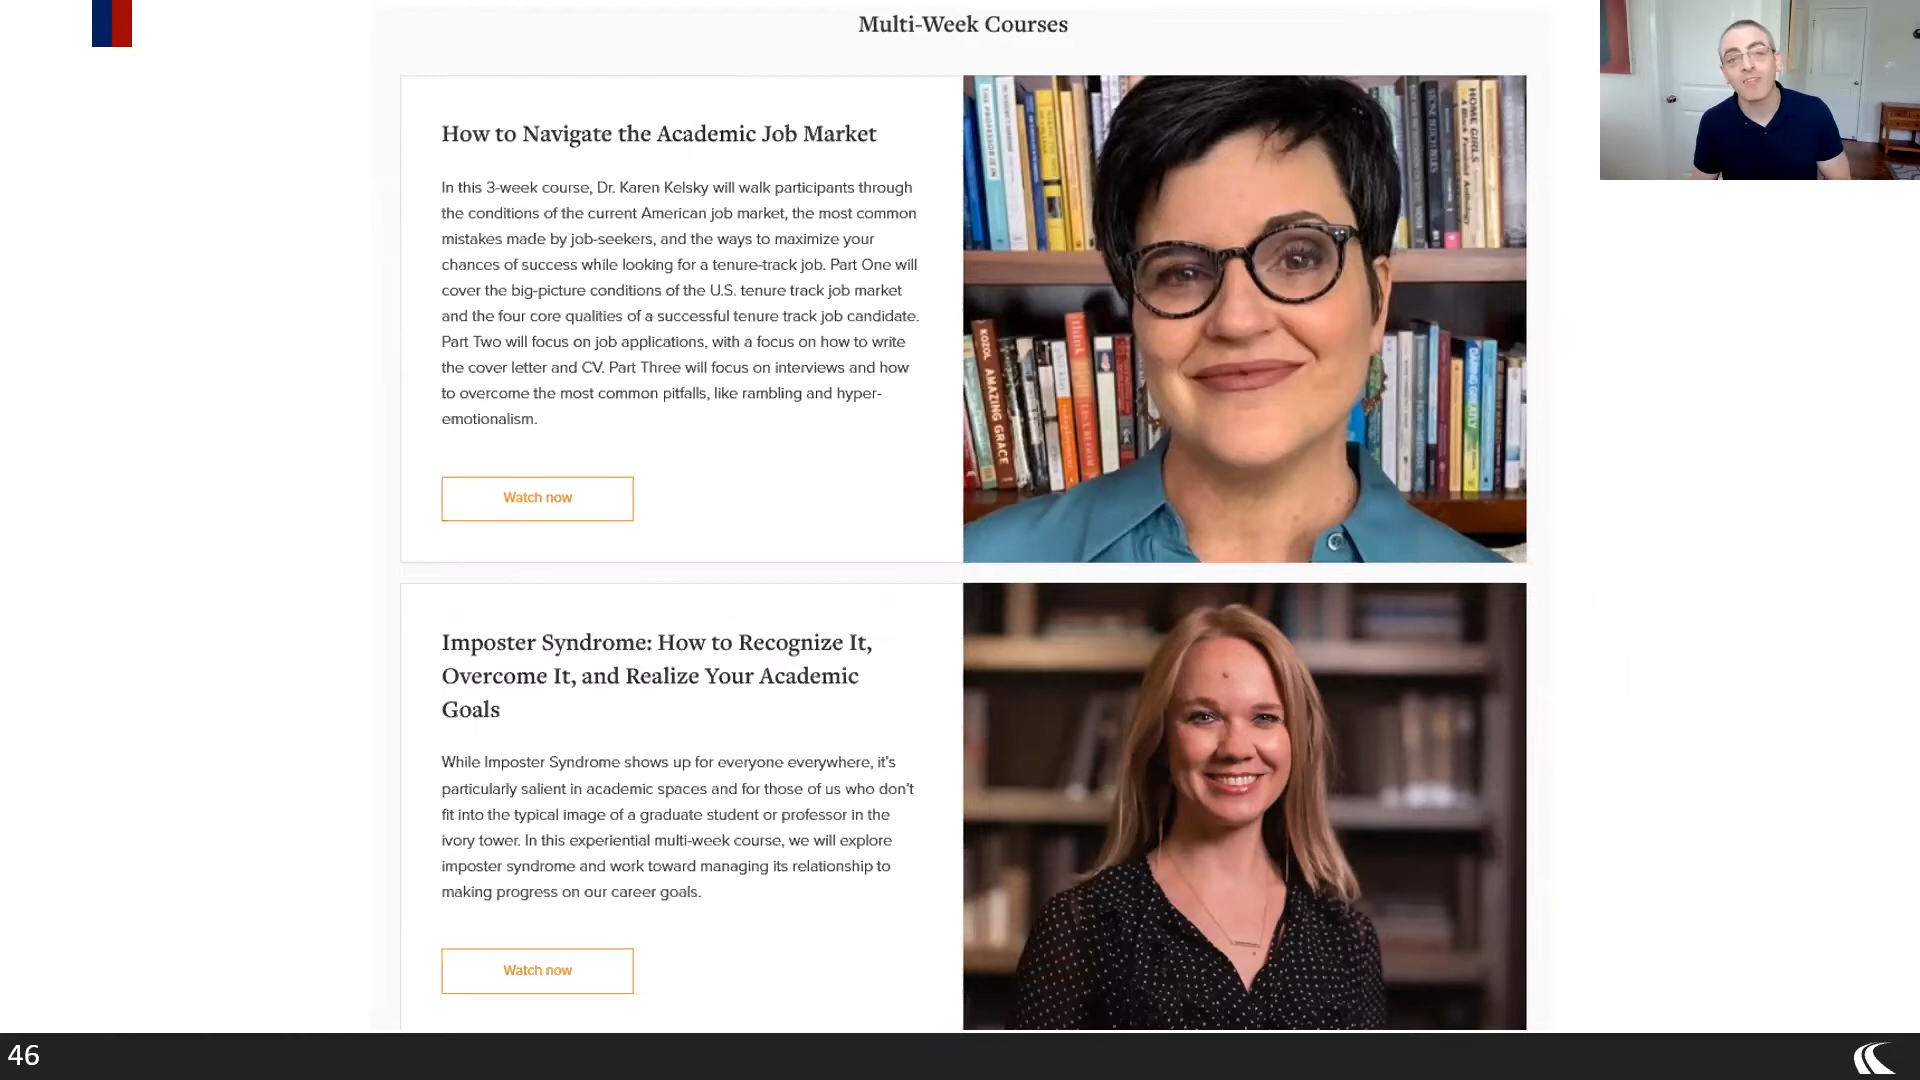 Multi-Week Courses
How to Navigate the Academic Job Market
In this 3-week course, Dr. Karen Kelsky will walk participants through
the conditions of the current American job market, the most common
mistakes made by job-seekers, and the ways to maximize your
chances of success while looking for a tenure-track job. Part One will
cover the big-picture conditions of the U.S. tenure track job market
and the four core qualities of a successful tenure track job candidate.
Part Two will focus on job applications, with a focus on how to write
the cover letter and CV. Part Three will focus on interviews and how
to overcome the most common pitfalls, like rambling and hyper-
emotionalism.
Watch now
HOME GIRLS
KOZOL AMAZING GRACE
think
DARING GREATLY
Imposter Syndrome: How to Recognize It,
Overcome It, and Realize Your Academic
Goals
While Imposter Syndrome shows up for everyone everywhere, it's
particularly salient in academic spaces and for those of us who don't
fit into the typical image of a graduate student or professor in the
ivory tower. In this experiential multi-week course, we will explore
imposter syndrome and work toward managing its relationship to
making progress on our career goals.
Watch now
46